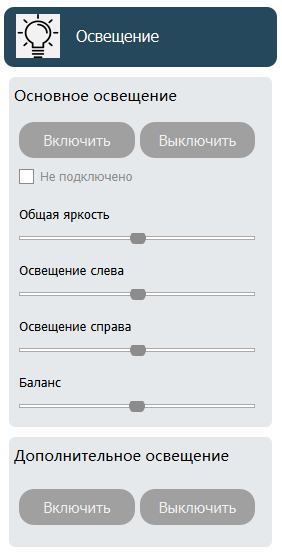 Освещение
Основное освещение
Включить Выключить
Не подключено
Общая яркость
Освещение слева
Освещение справа
Баланс
Дополнительное освещение
Включить Выключить